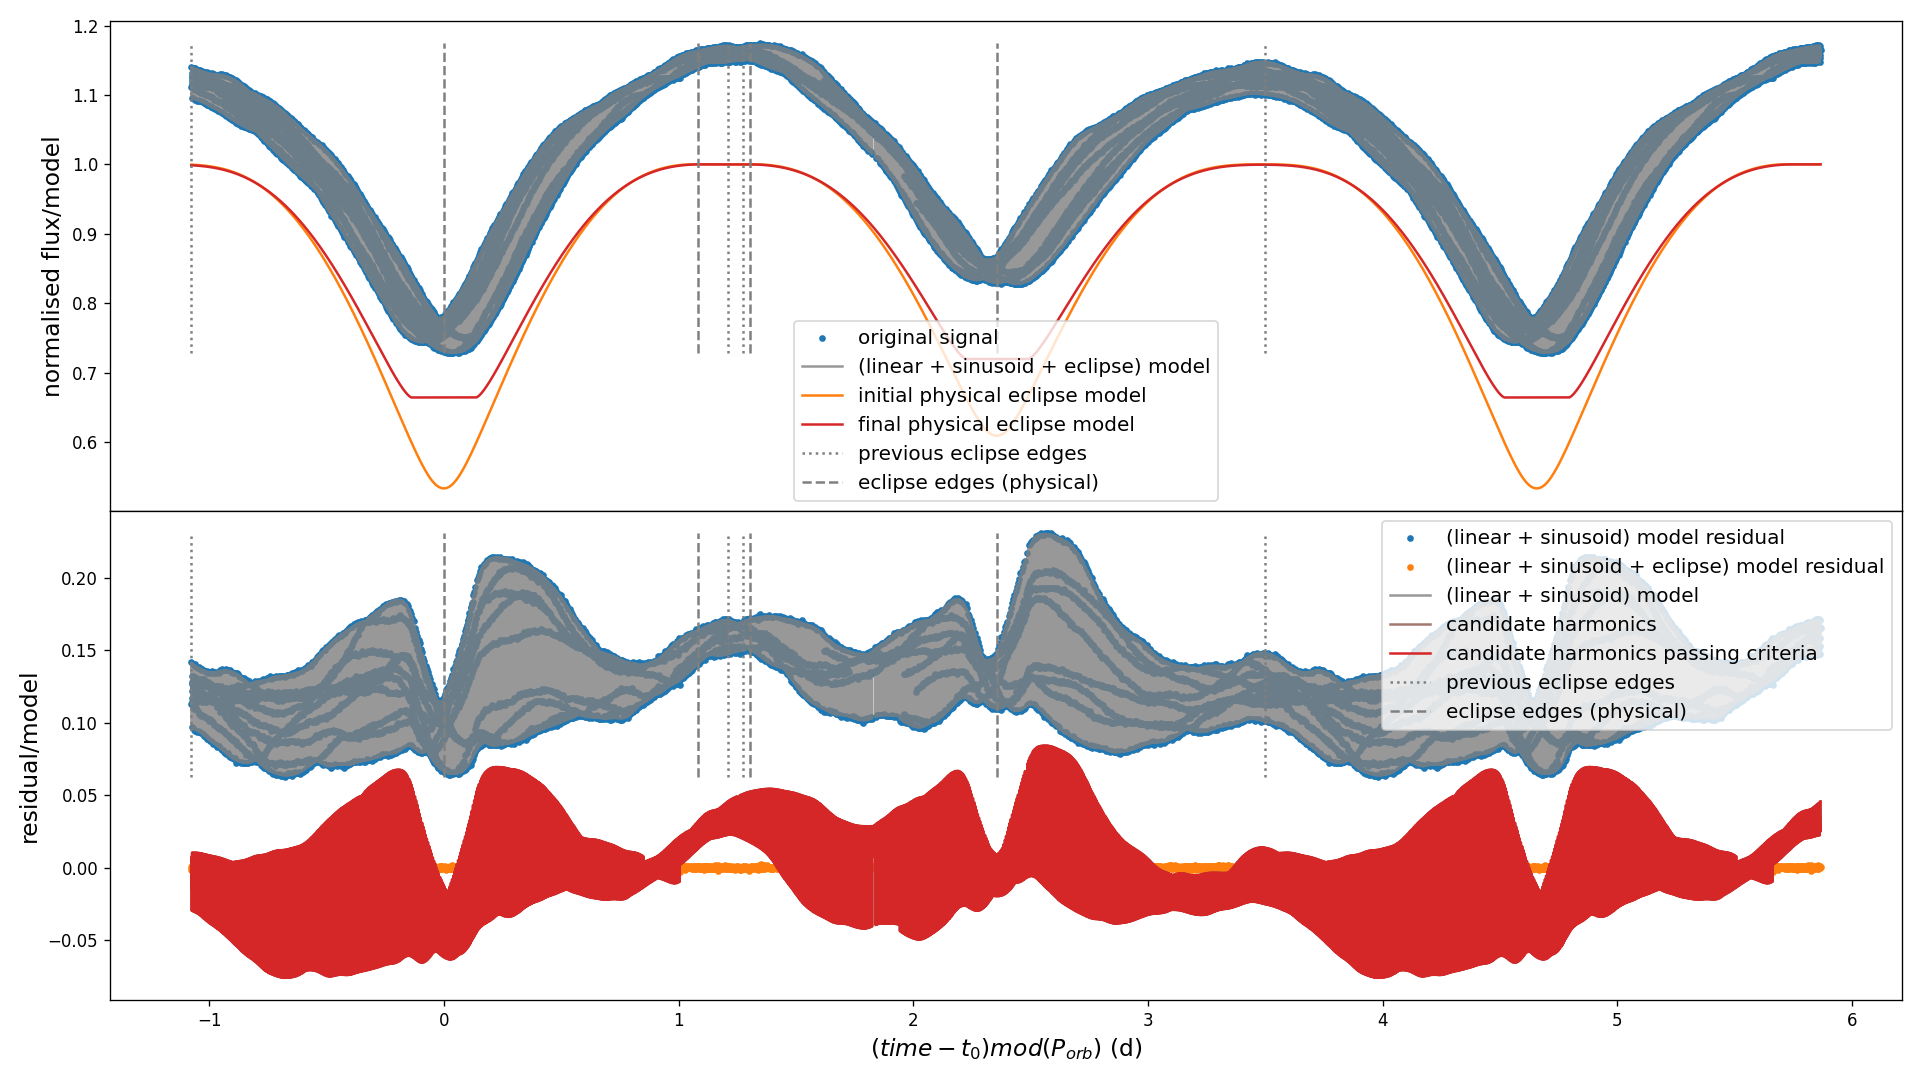 1.2
1.1
1.0
0.9
0.8
0.7
0.6
normalised flux/model
original signal
(linear + sinusoid + eclipse) model
initial physical eclipse model
final physical eclipse model
previous eclipse edges
eclipse edges (physical)
0.20
0.15
0.10
0.05
0.00
−0.05
residual/model
(linear + sinusoid) model residual
(linear + sinusoid + eclipse) model residual
(linear + sinusoid) model
candidate harmonics
candidate harmonics passing criteria
previous eclipse edges
eclipse edges (physical)
−1 0 1 2 3 4 5 6
(time − t₀)mod(P_orb) (d)